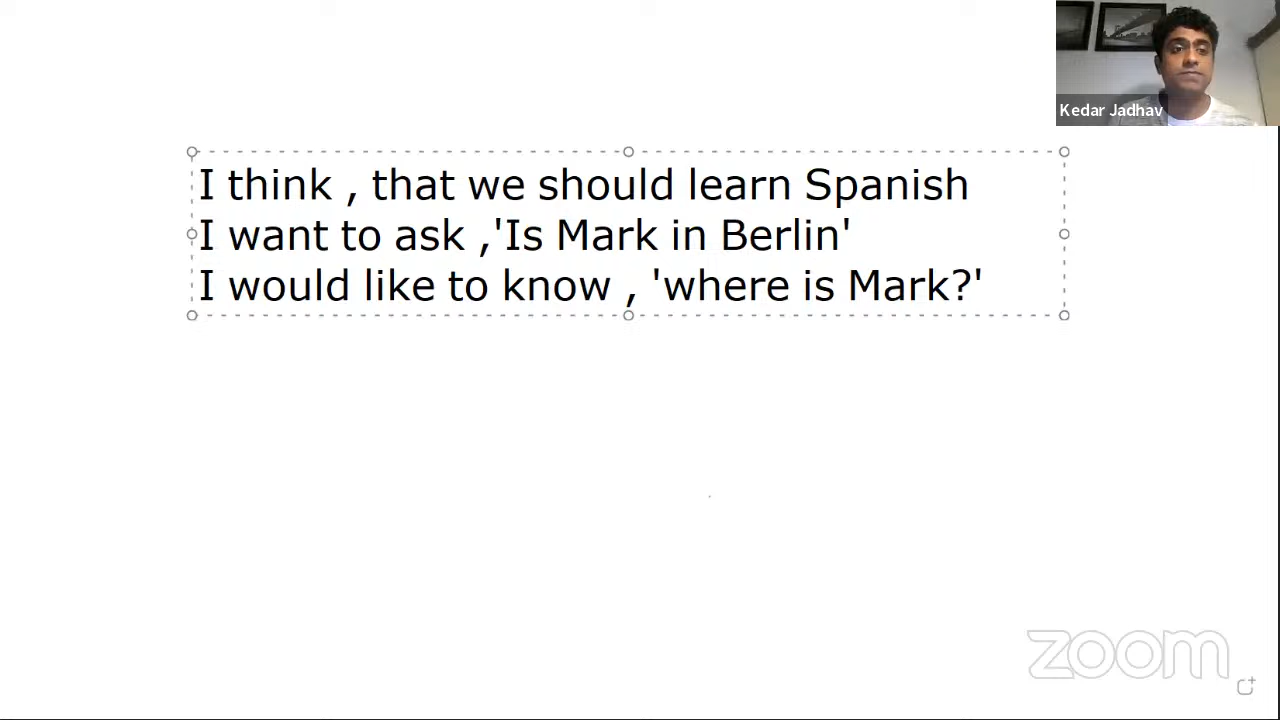 Kedar Jadhav
I think , that we should learn Spanish
I want to ask ,'Is Mark in Berlin'
I would like to know , 'where is Mark?'
zoom